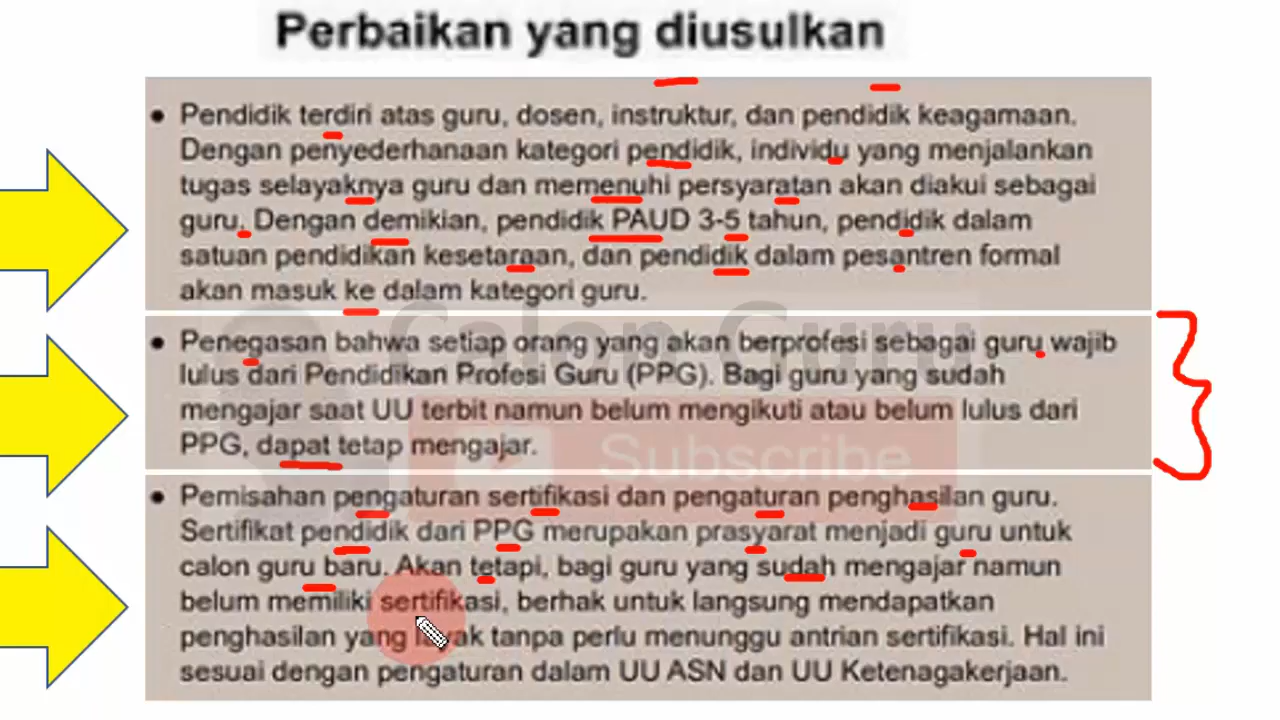 Perbaikan yang diusulkan
• Pendidik terdiri atas guru, dosen, instruktur, dan pendidik keagamaan.
Dengan penyederhanaan kategori pendidik, individu yang menjalankan
tugas selayaknya guru dan memenuhi persyaratan akan diakui sebagai
guru. Dengan demikian, pendidik PAUD 3-5 tahun, pendidik dalam
satuan pendidikan kesetaraan, dan pendidik dalam pesantren formal
akan masuk ke dalam kategori guru.
Calon Guru
• Penegasan bahwa setiap orang yang akan berprofesi sebagai guru wajib
lulus dari Pendidikan Profesi Guru (PPG). Bagi guru yang sudah
mengajar saat UU terbit namun belum mengikuti atau belum lulus dari
PPG, dapat tetap mengajar.
Subscribe
• Pemisahan pengaturan sertifikasi dan pengaturan penghasilan guru.
Sertifikat pendidik dari PPG merupakan prasyarat menjadi guru untuk
calon guru baru. Akan tetapi, bagi guru yang sudah mengajar namun
belum memiliki sertifikasi, berhak untuk langsung mendapatkan
penghasilan yang layak tanpa perlu menunggu antrian sertifikasi. Hal ini
sesuai dengan pengaturan dalam UU ASN dan UU Ketenagakerjaan.